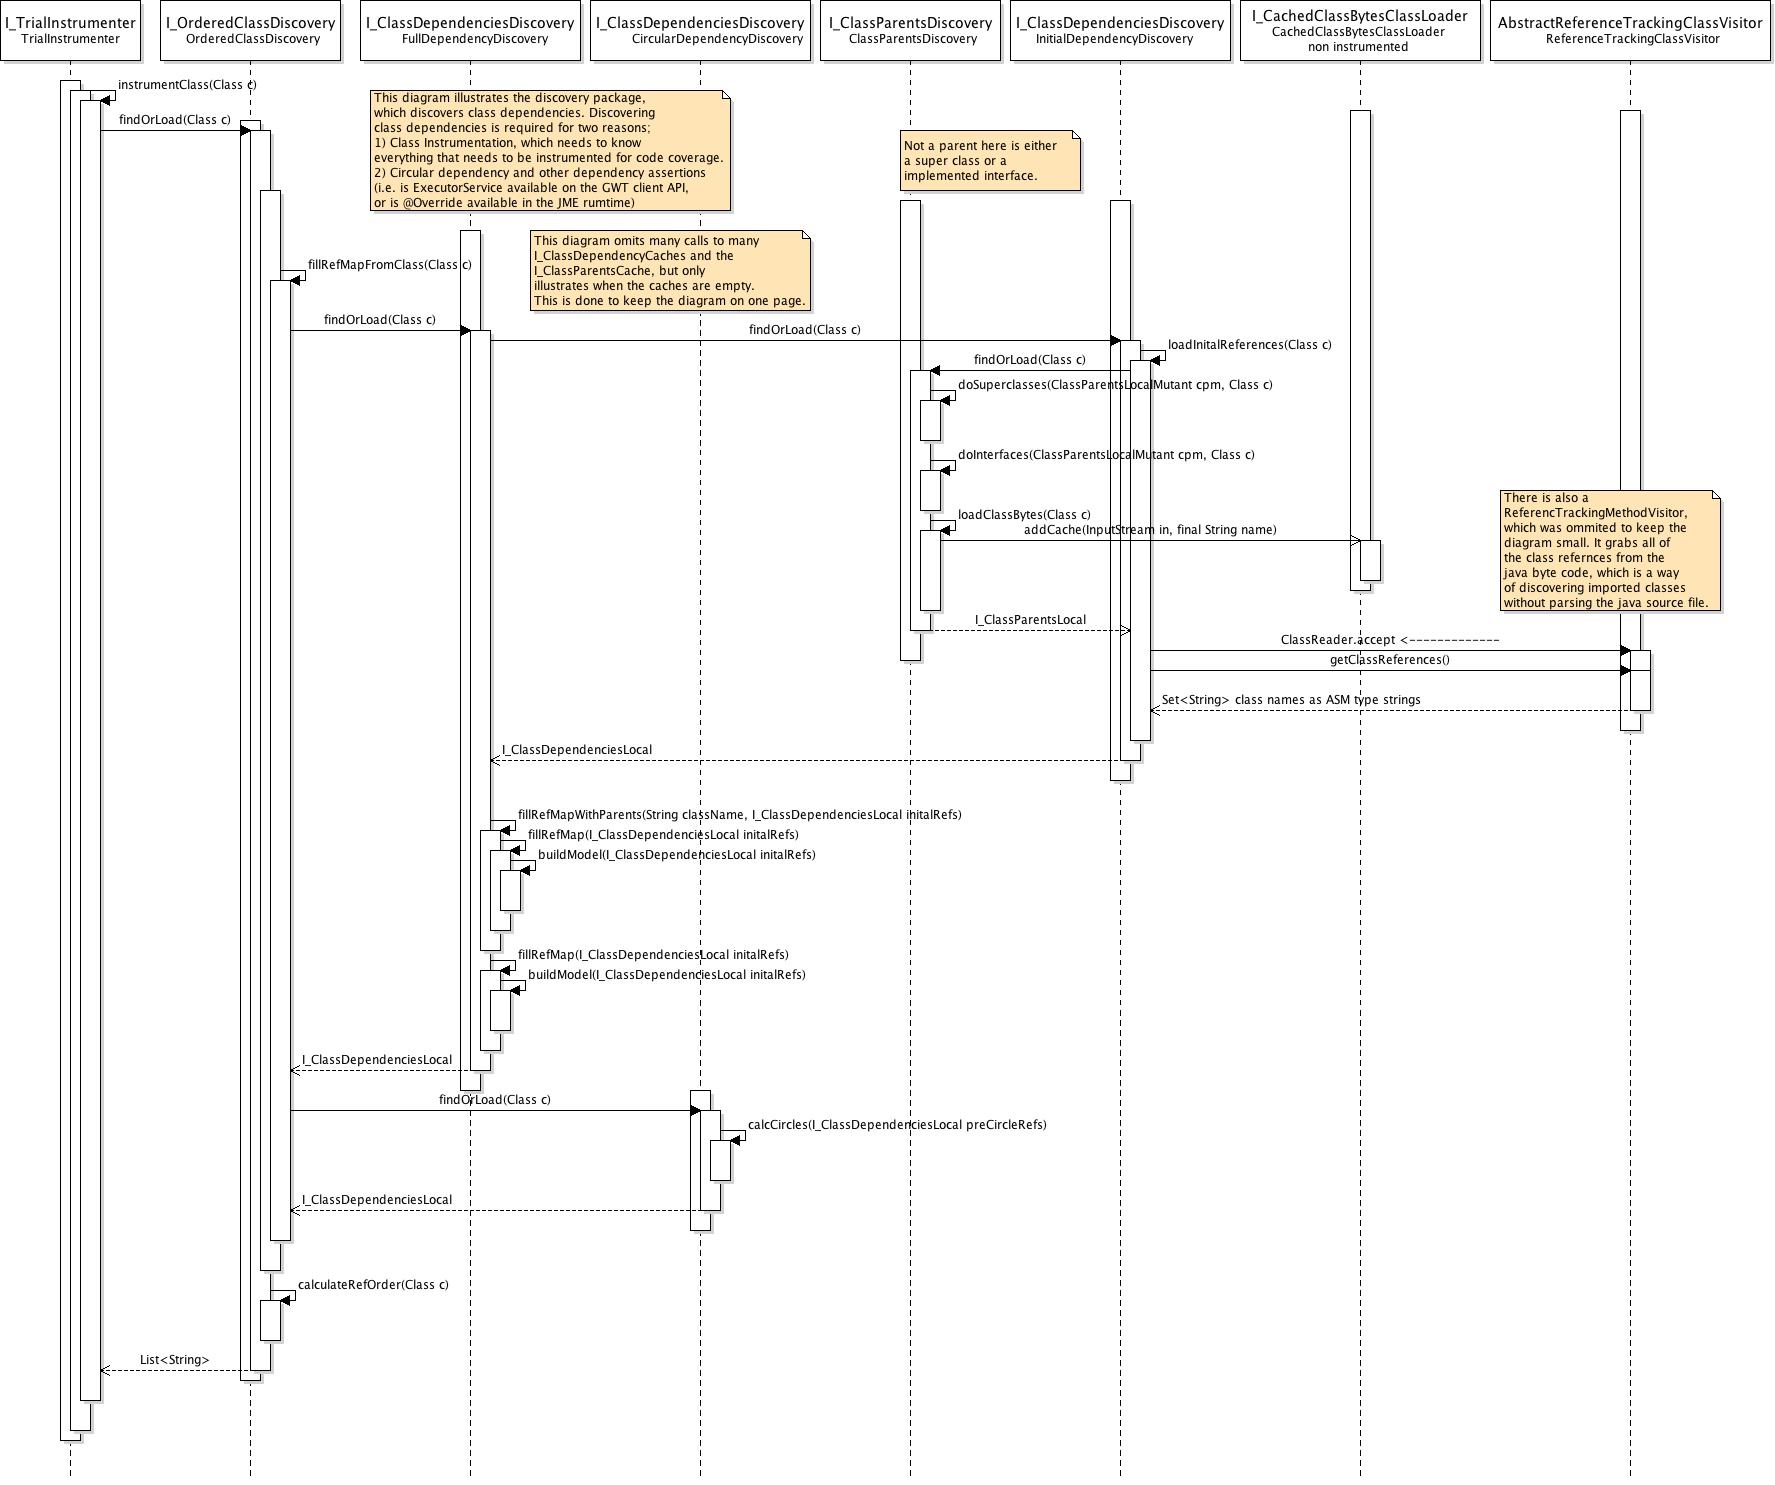 I_TrialInstrumenter
TrialInstrumenter
I_OrderedClassDiscovery
OrderedClassDiscovery
I_ClassDependenciesDiscovery
FullDependencyDiscovery
I_ClassDependenciesDiscovery
CircularDependencyDiscovery
I_ClassParentsDiscovery
ClassParentsDiscovery
I_ClassDependenciesDiscovery
InitialDependencyDiscovery
I_CachedClassBytesClassLoader
CachedClassBytesClassLoader
non instrumented
AbstractReferenceTrackingClassVisitor
ReferenceTrackingClassVisitor
instrumentClass(Class c)
findOrLoad(Class c)
This diagram illustrates the discovery package,
which discovers class dependencies. Discovering
class dependencies is required for two reasons;
1) Class Instrumentation, which needs to know
everything that needs to be instrumented for code coverage.
2) Circular dependency and other dependency assertions
(i.e. is ExecutorService available on the GWT client API,
or is @Override available in the JME rumtime)
Not a parent here is either
a super class or a
implemented interface.
This diagram omits many calls to many
I_ClassDependencyCaches and the
I_ClassParentsCache, but only
illustrates when the caches are empty.
This is done to keep the diagram on one page.
fillRefMapFromClass(Class c)
findOrLoad(Class c)
findOrLoad(Class c)
loadInitalReferences(Class c)
findOrLoad(Class c)
doSuperclasses(ClassParentsLocalMutant cpm, Class c)
doInterfaces(ClassParentsLocalMutant cpm, Class c)
loadClassBytes(Class c)
addCache(InputStream in, final String name)
There is also a
ReferencTrackingMethodVisitor,
which was ommited to keep the
diagram small. It grabs all of
the class refernces from the
java byte code, which is a way
of discovering imported classes
without parsing the java source file.
I_ClassParentsLocal
ClassReader.accept <-------------
getClassReferences()
Set<String> class names as ASM type strings
I_ClassDependenciesLocal
fillRefMapWithParents(String className, I_ClassDependenciesLocal initalRefs)
fillRefMap(I_ClassDependenciesLocal initalRefs)
buildModel(I_ClassDependenciesLocal initalRefs)
fillRefMap(I_ClassDependenciesLocal initalRefs)
buildModel(I_ClassDependenciesLocal initalRefs)
I_ClassDependenciesLocal
findOrLoad(Class c)
calcCircles(I_ClassDependenciesLocal preCircleRefs)
I_ClassDependenciesLocal
calculateRefOrder(Class c)
List<String>